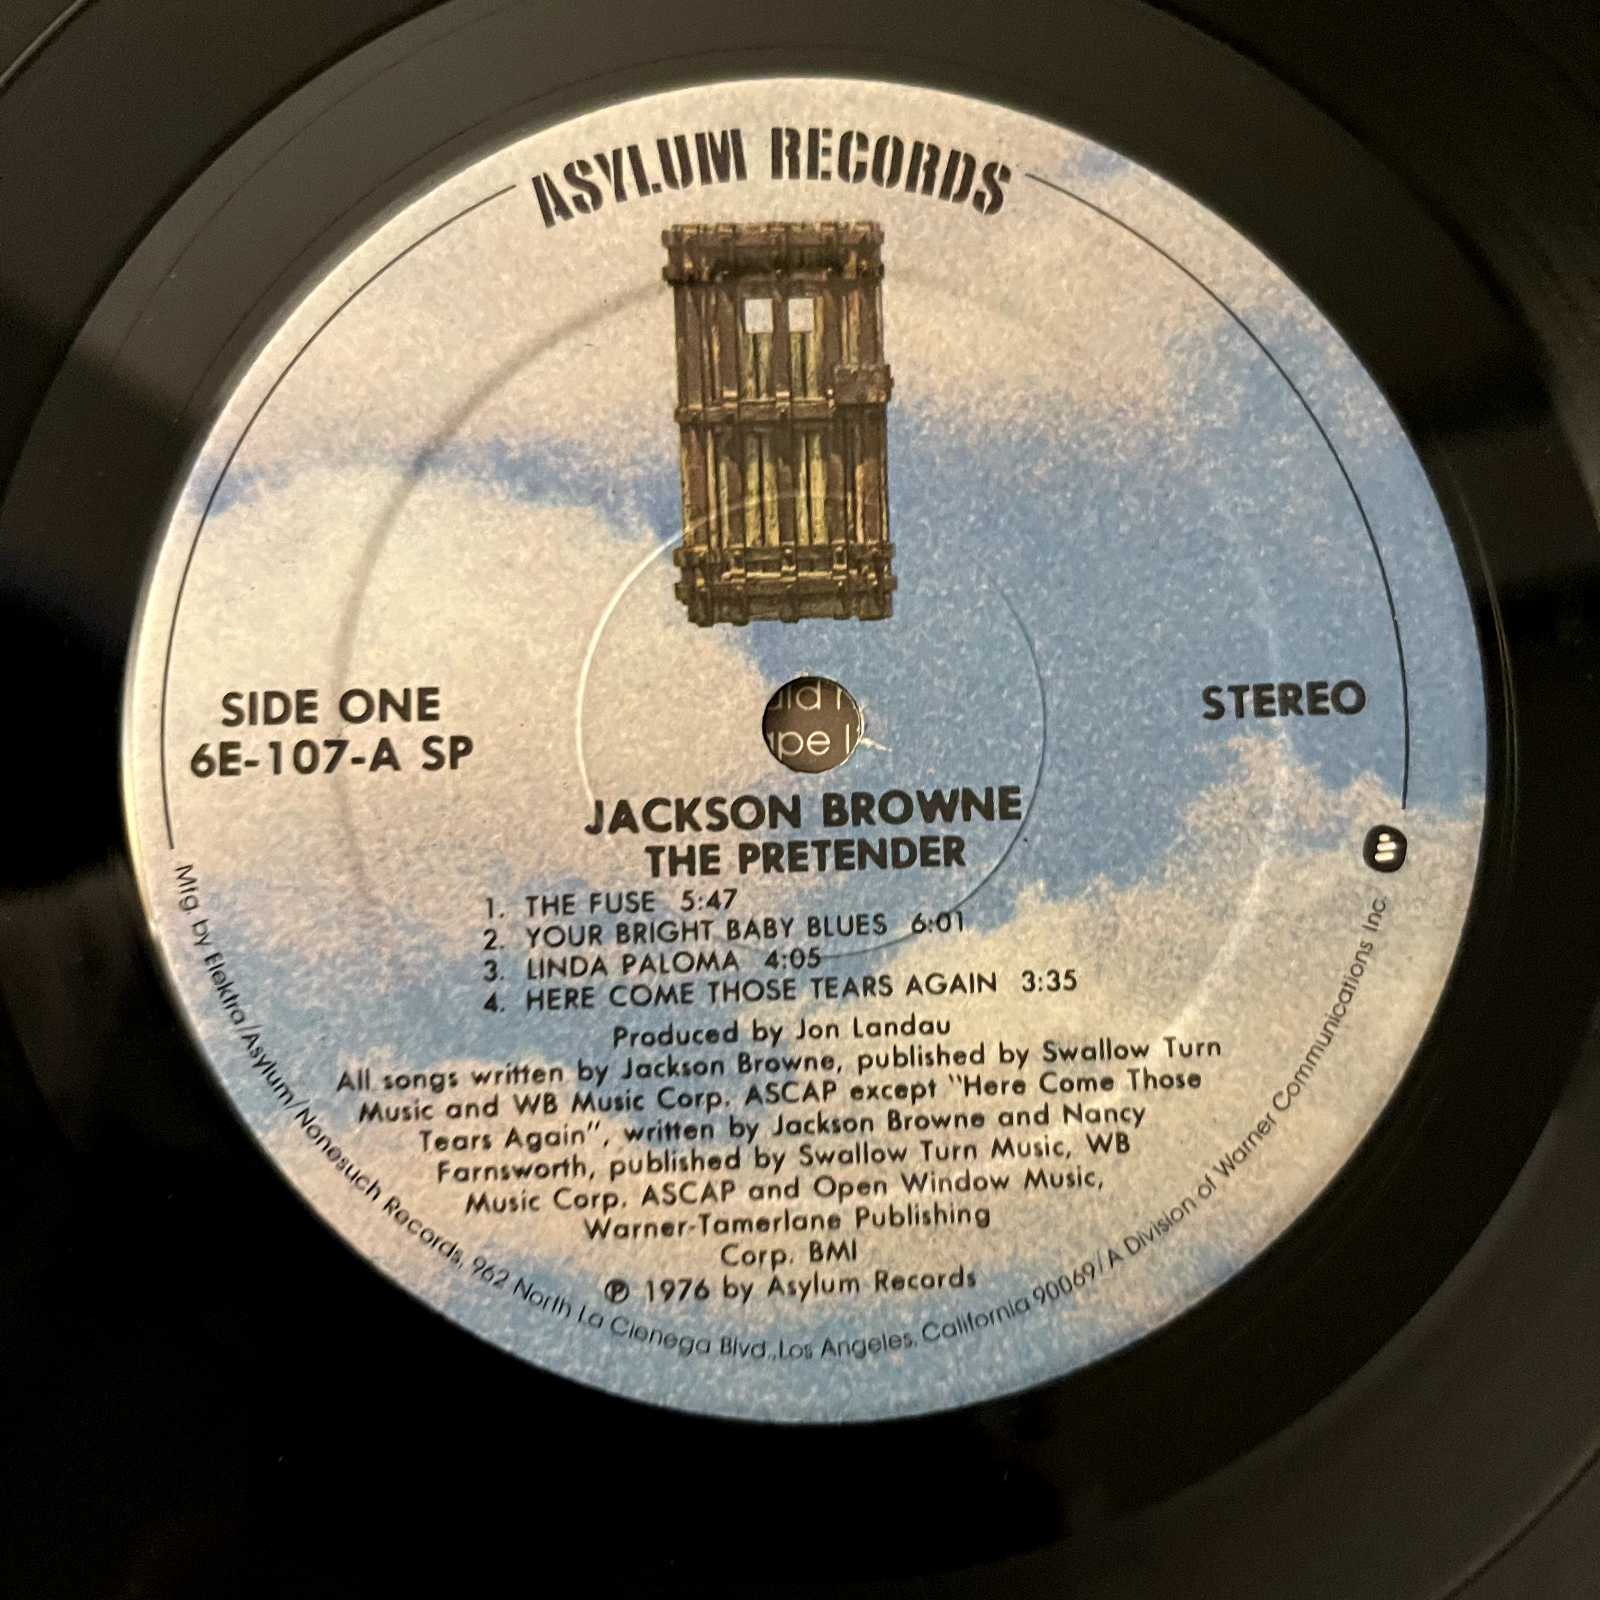 ASYLUM RECORDS
SIDE ONE
6E-107-A SP
STEREO
JACKSON BROWNE
THE PRETENDER
1. THE FUSE 5:47
2. YOUR BRIGHT BABY BLUES 6:01
3. LINDA PALOMA 4:05
4. HERE COME THOSE TEARS AGAIN 3:35
Produced by Jon Landau
All songs written by Jackson Browne, published by Swallow Turn
Music and WB Music Corp. ASCAP except "Here Come Those
Tears Again", written by Jackson Browne and Nancy
Farnsworth, published by Swallow Turn Music, WB
Music Corp. ASCAP and Open Window Music,
Warner-Tamerlane Publishing
Corp. BMI
℗ 1976 by Asylum Records
Mfg. by Elektra/Asylum/Nonesuch Records, 962 North La Cienega Blvd., Los Angeles, California 90069/A Division of Warner Communications Inc.